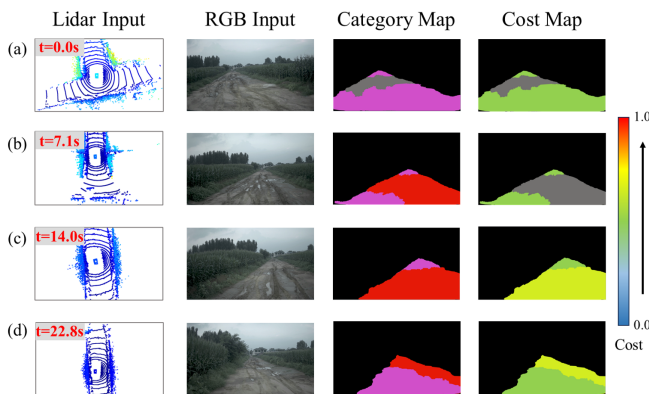 Lidar Input RGB Input Category Map Cost Map
(a) t=0.0s
(b) t=7.1s
(c) t=14.0s
(d) t=22.8s
1.0
0.0
Cost